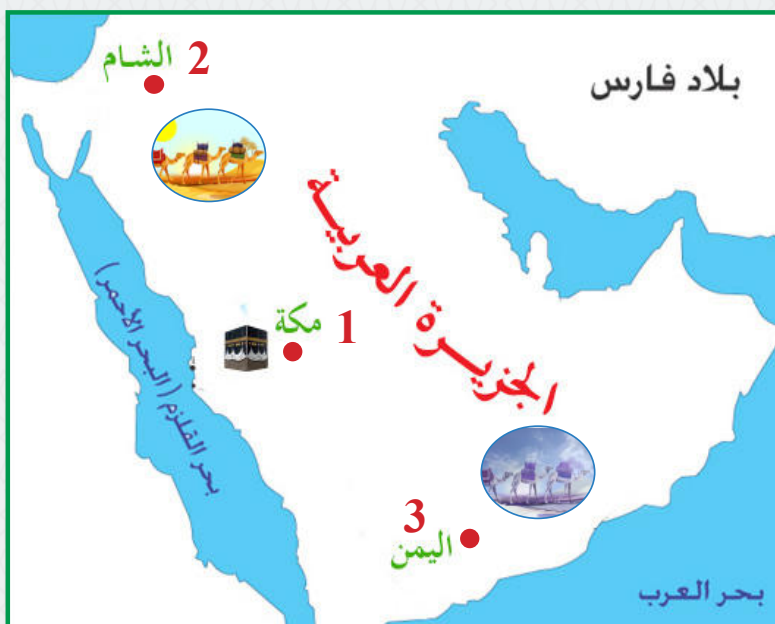 الشام 2
بلاد فارس
الجزيرة العربية
مكة 1
بحر القلزم (البحر الأحمر)
3
اليمن
بحر العرب